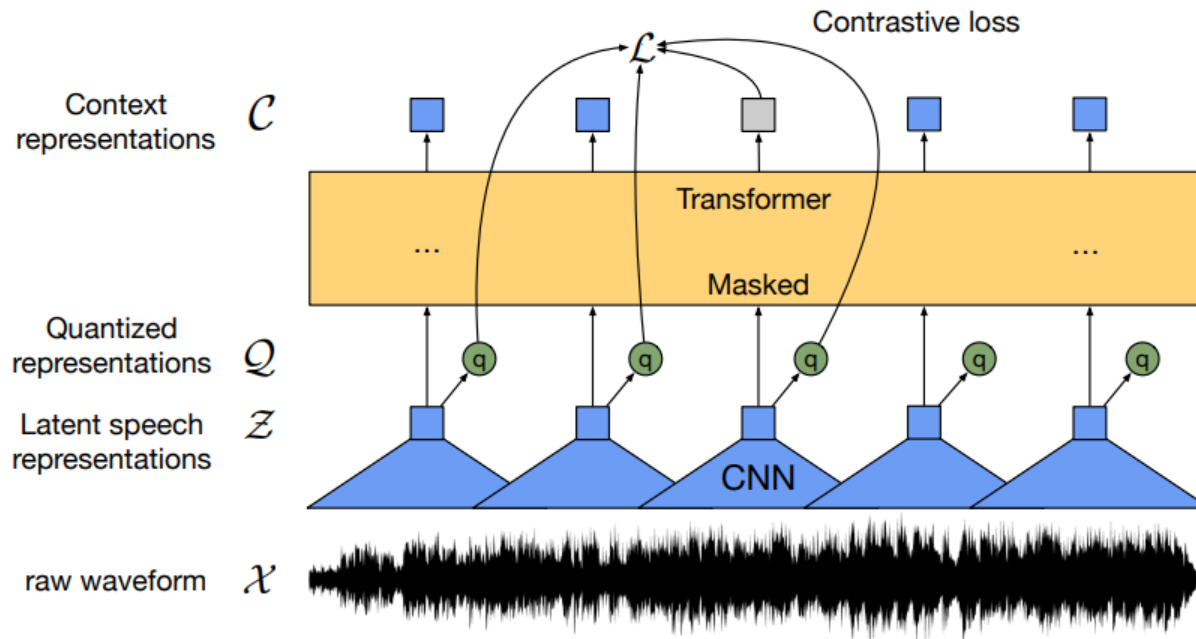 Contrastive loss
ℒ
Context
representations
𝒞
Transformer
...
...
Masked
Quantized
representations
𝒬
q
q
q
q
q
Latent speech
representations
𝒵
CNN
raw waveform
𝒳